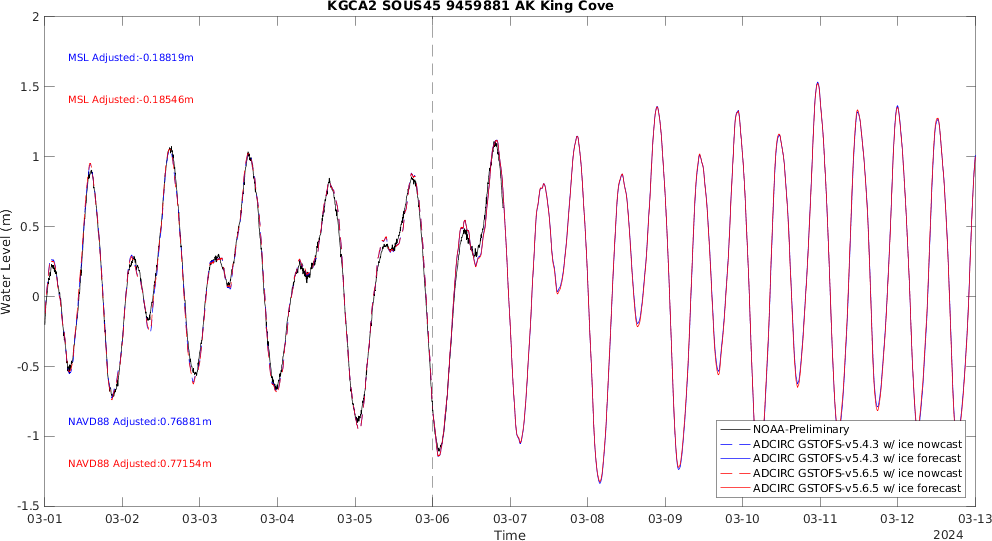 KGCA2 SOUS45 9459881 AK King Cove
MSL Adjusted:-0.18819m
MSL Adjusted:-0.18546m
NAVD88 Adjusted:0.76881m
NAVD88 Adjusted:0.77154m
Water Level (m)
2
1.5
1
0.5
0
-0.5
-1
-1.5
NOAA-Preliminary
ADCIRC GSTOFS-v5.4.3 w/ ice nowcast
ADCIRC GSTOFS-v5.4.3 w/ ice forecast
ADCIRC GSTOFS-v5.6.5 w/ ice nowcast
ADCIRC GSTOFS-v5.6.5 w/ ice forecast
03-01 03-02 03-03 03-04 03-05 03-06 03-07 03-08 03-09 03-10 03-11 03-12 03-13
Time
2024